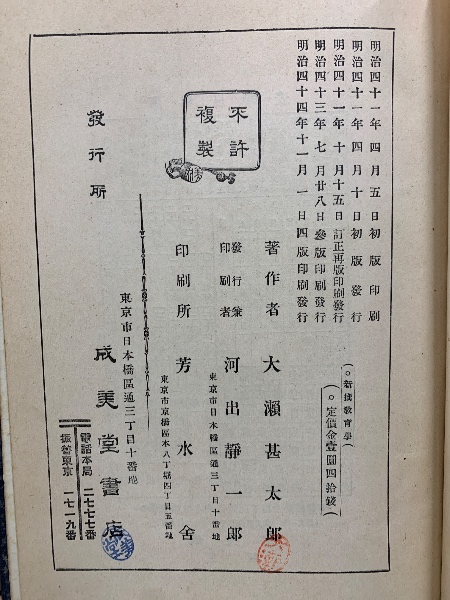 明治四十一年四月五日初版印刷
明治四十一年四月十日初版發行
明治四十一年十月十五日訂正再版印刷發行
明治四十三年七月廿八日參版印刷發行
明治四十四年十一月一日四版印刷發行
(○新撰教育學)
(○定價金壹圓四拾錢)
不許
複製
著作者 大瀨甚太郎
發行兼
印刷者 河出靜一郎
東京市日本橋區通三丁目十番地
印刷所 芳水舍
東京市京橋區本八丁堀四丁目五番地
發行所
東京市日本橋區通三丁目十番地
成美堂書店
電話本局 二七七七番
振替東京 一七一九番